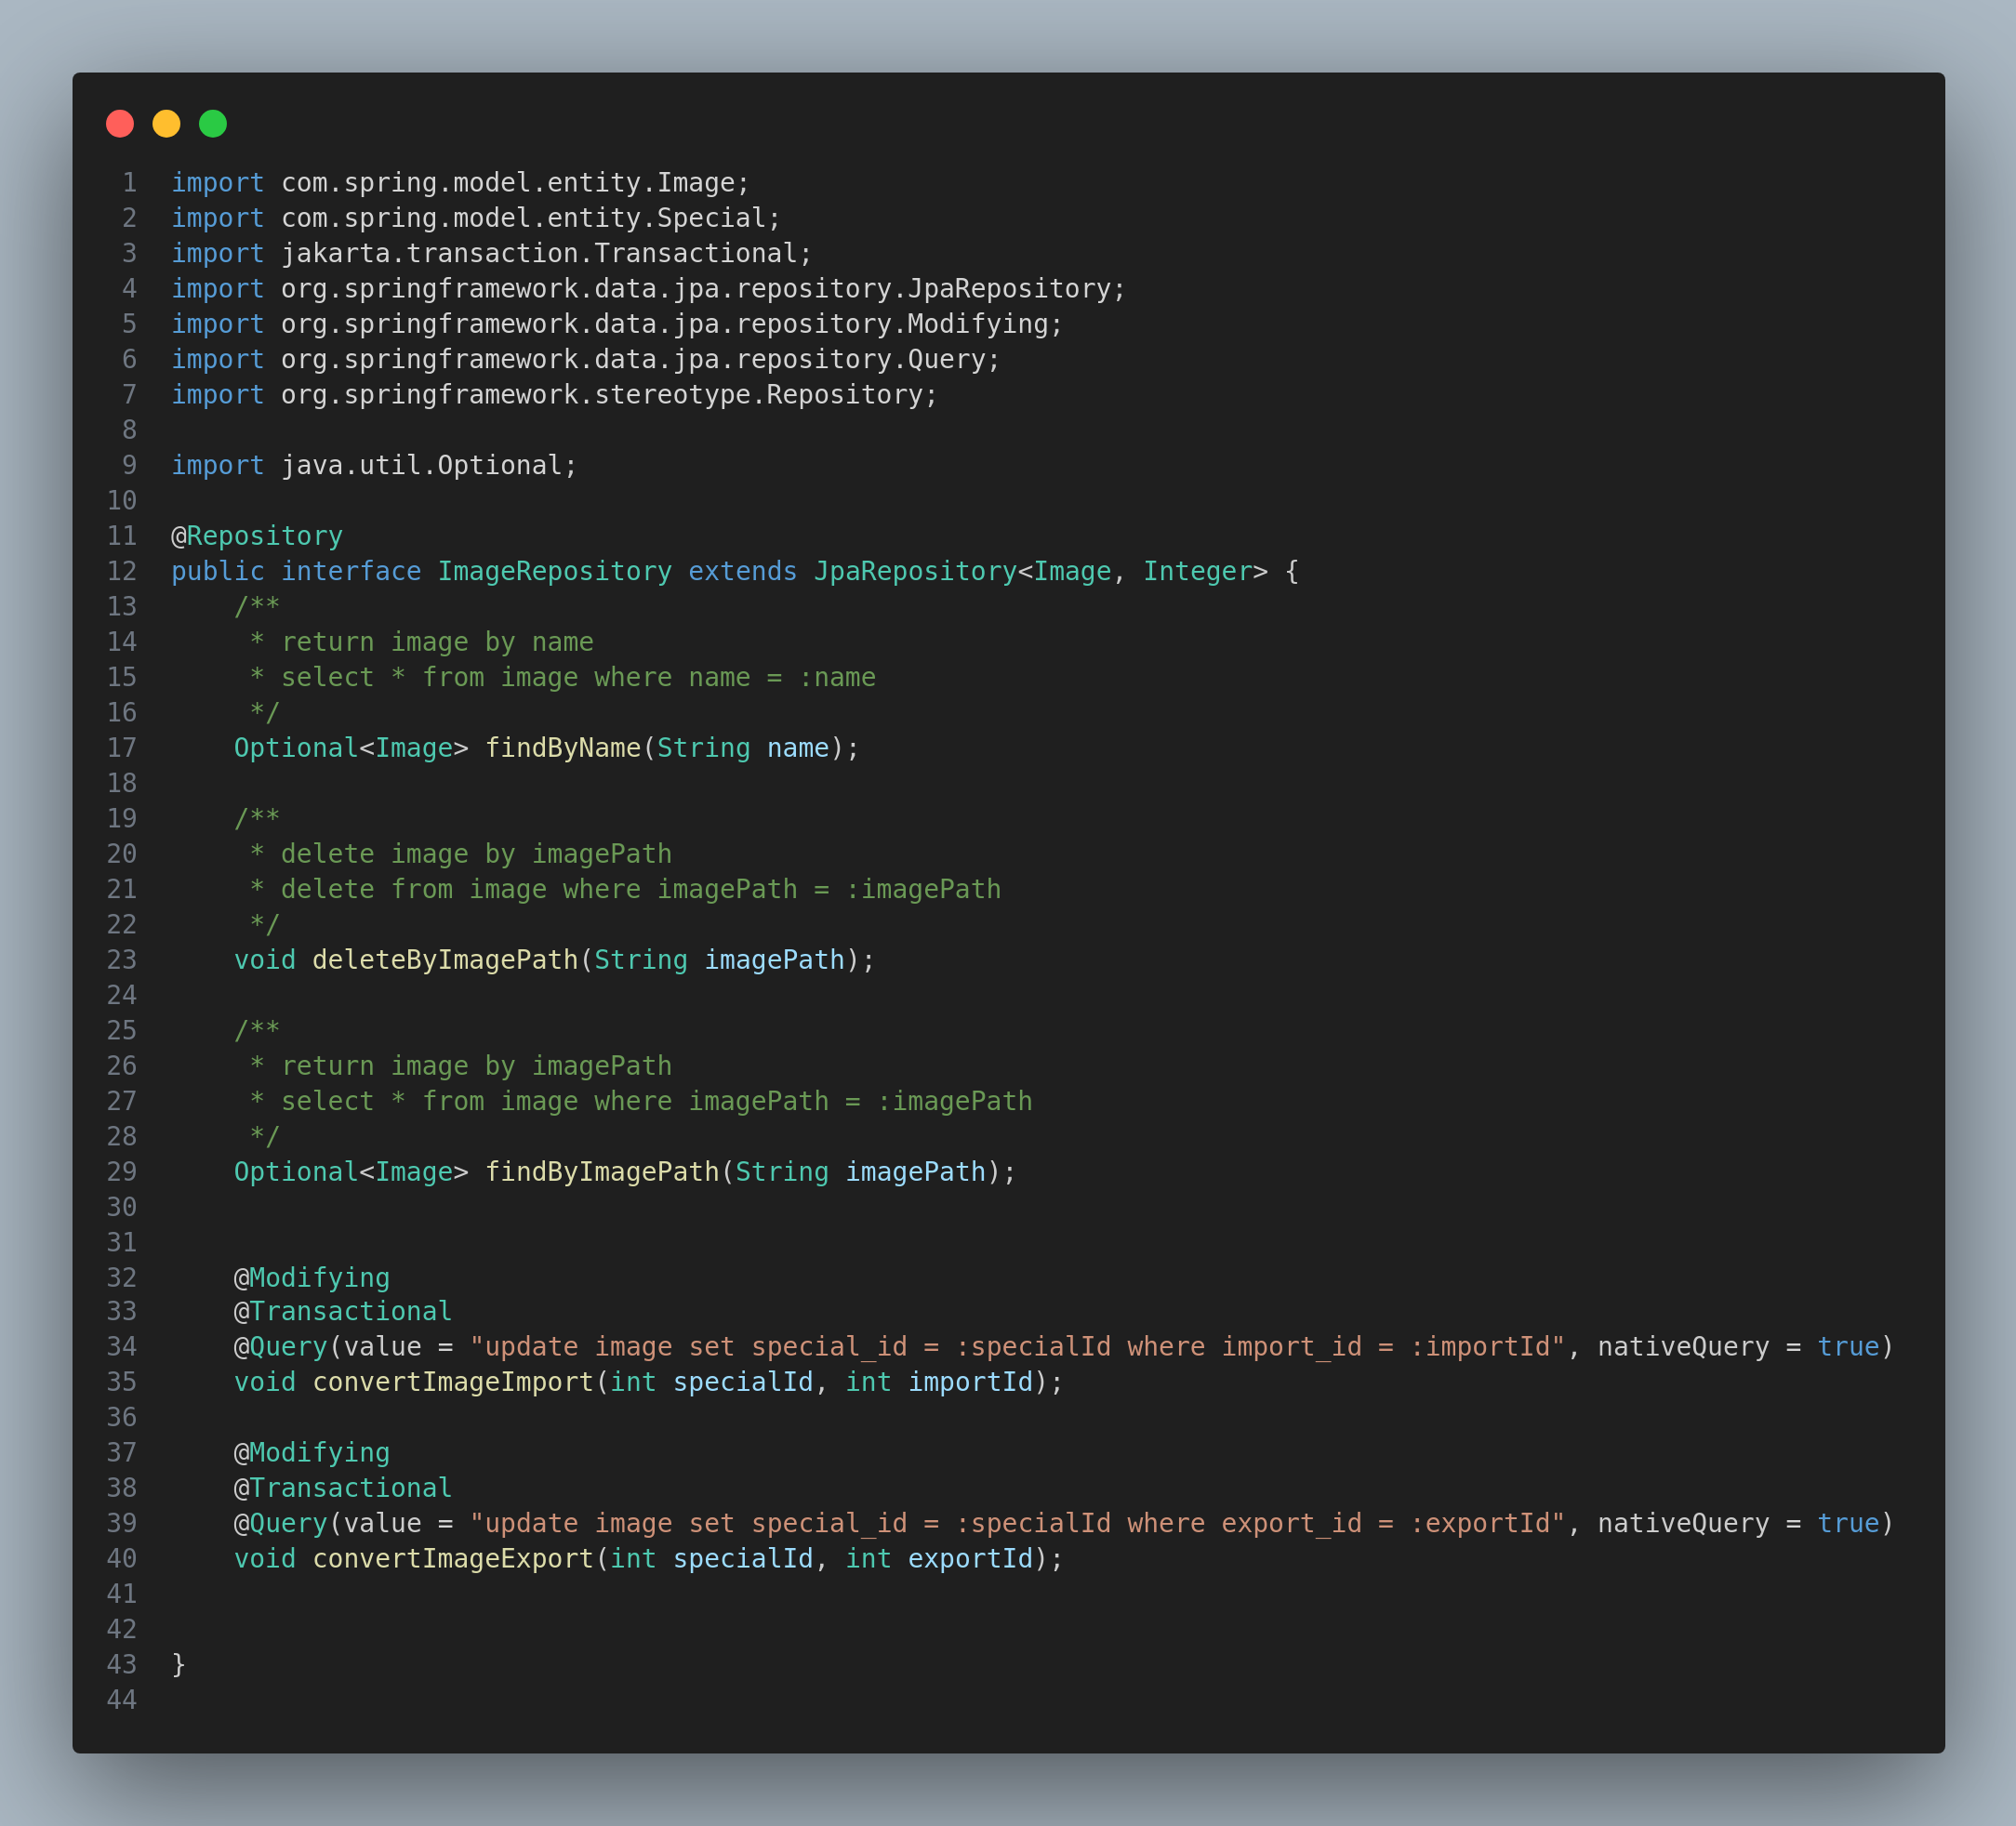 1 import com.spring.model.entity.Image;
2 import com.spring.model.entity.Special;
3 import jakarta.transaction.Transactional;
4 import org.springframework.data.jpa.repository.JpaRepository;
5 import org.springframework.data.jpa.repository.Modifying;
6 import org.springframework.data.jpa.repository.Query;
7 import org.springframework.stereotype.Repository;
8
9 import java.util.Optional;
10
11 @Repository
12 public interface ImageRepository extends JpaRepository<Image, Integer> {
13     /**
14      * return image by name
15      * select * from image where name = :name
16      */
17     Optional<Image> findByName(String name);
18
19     /**
20      * delete image by imagePath
21      * delete from image where imagePath = :imagePath
22      */
23     void deleteByImagePath(String imagePath);
24
25     /**
26      * return image by imagePath
27      * select * from image where imagePath = :imagePath
28      */
29     Optional<Image> findByImagePath(String imagePath);
30
31
32     @Modifying
33     @Transactional
34     @Query(value = "update image set special_id = :specialId where import_id = :importId", nativeQuery = true)
35     void convertImageImport(int specialId, int importId);
36
37     @Modifying
38     @Transactional
39     @Query(value = "update image set special_id = :specialId where export_id = :exportId", nativeQuery = true)
40     void convertImageExport(int specialId, int exportId);
41
42
43 }
44